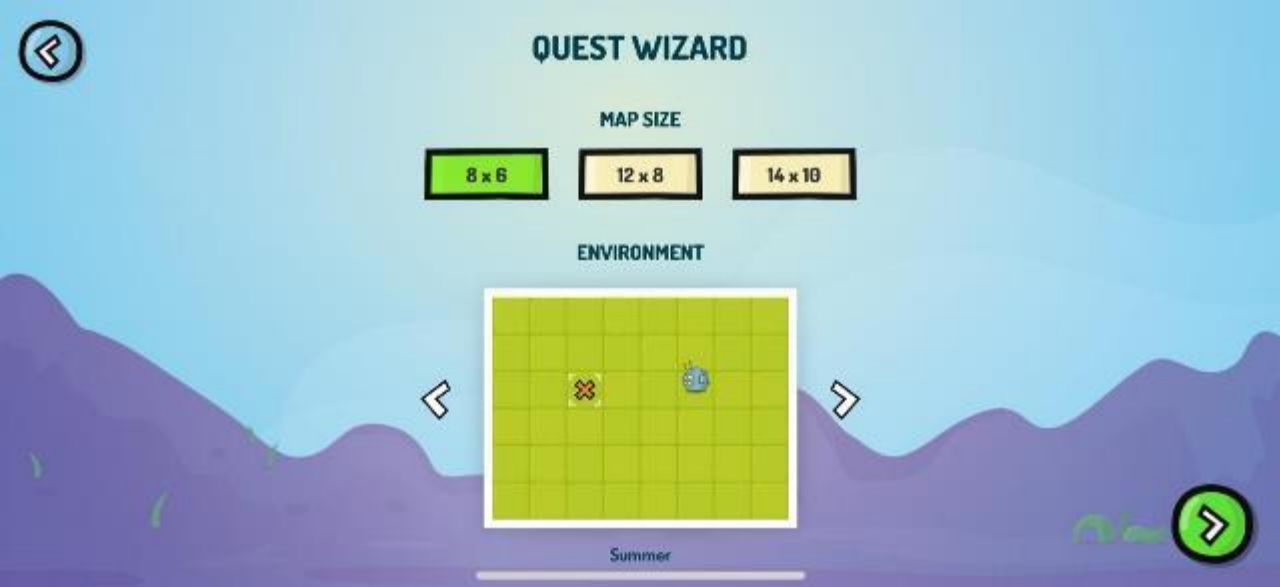 QUEST WIZARD
MAP SIZE
8 x 6
12 x 8
14 x 10
ENVIRONMENT
Summer